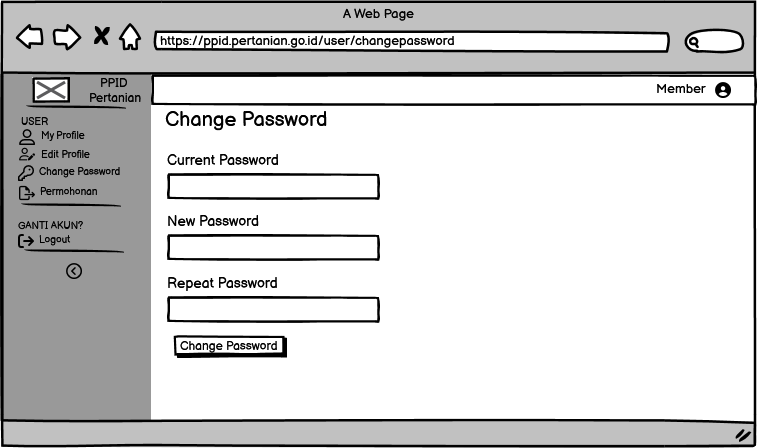 A Web Page
https://ppid.pertanian.go.id/user/changepassword
PPID
Pertanian
Member
USER
My Profile
Edit Profile
Change Password
Permohonan
GANTI AKUN?
Logout
Change Password
Current Password
New Password
Repeat Password
Change Password